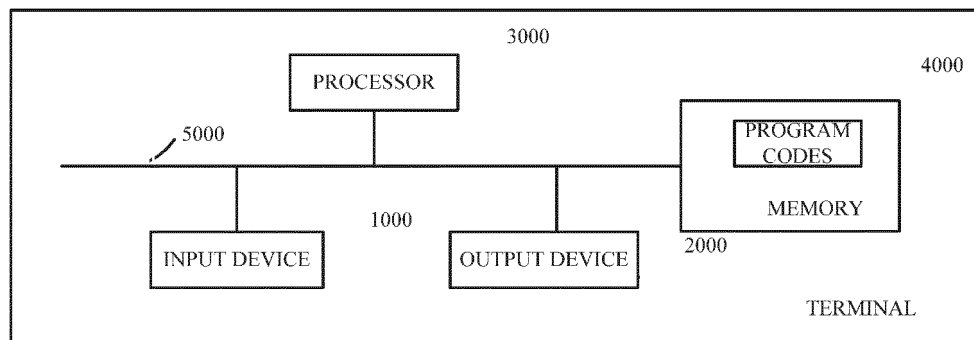 3000
PROCESSOR
4000
5000
PROGRAM
CODES
MEMORY
1000
2000
INPUT DEVICE
OUTPUT DEVICE
TERMINAL